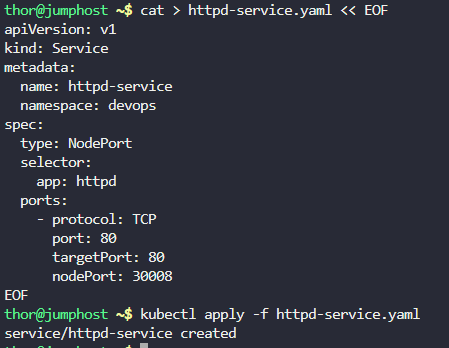 thor@jumphost ~$ cat > httpd-service.yaml << EOF
apiVersion: v1
kind: Service
metadata:
  name: httpd-service
  namespace: devops
spec:
  type: NodePort
  selector:
    app: httpd
  ports:
    - protocol: TCP
      port: 80
      targetPort: 80
      nodePort: 30008
EOF
thor@jumphost ~$ kubectl apply -f httpd-service.yaml
service/httpd-service created